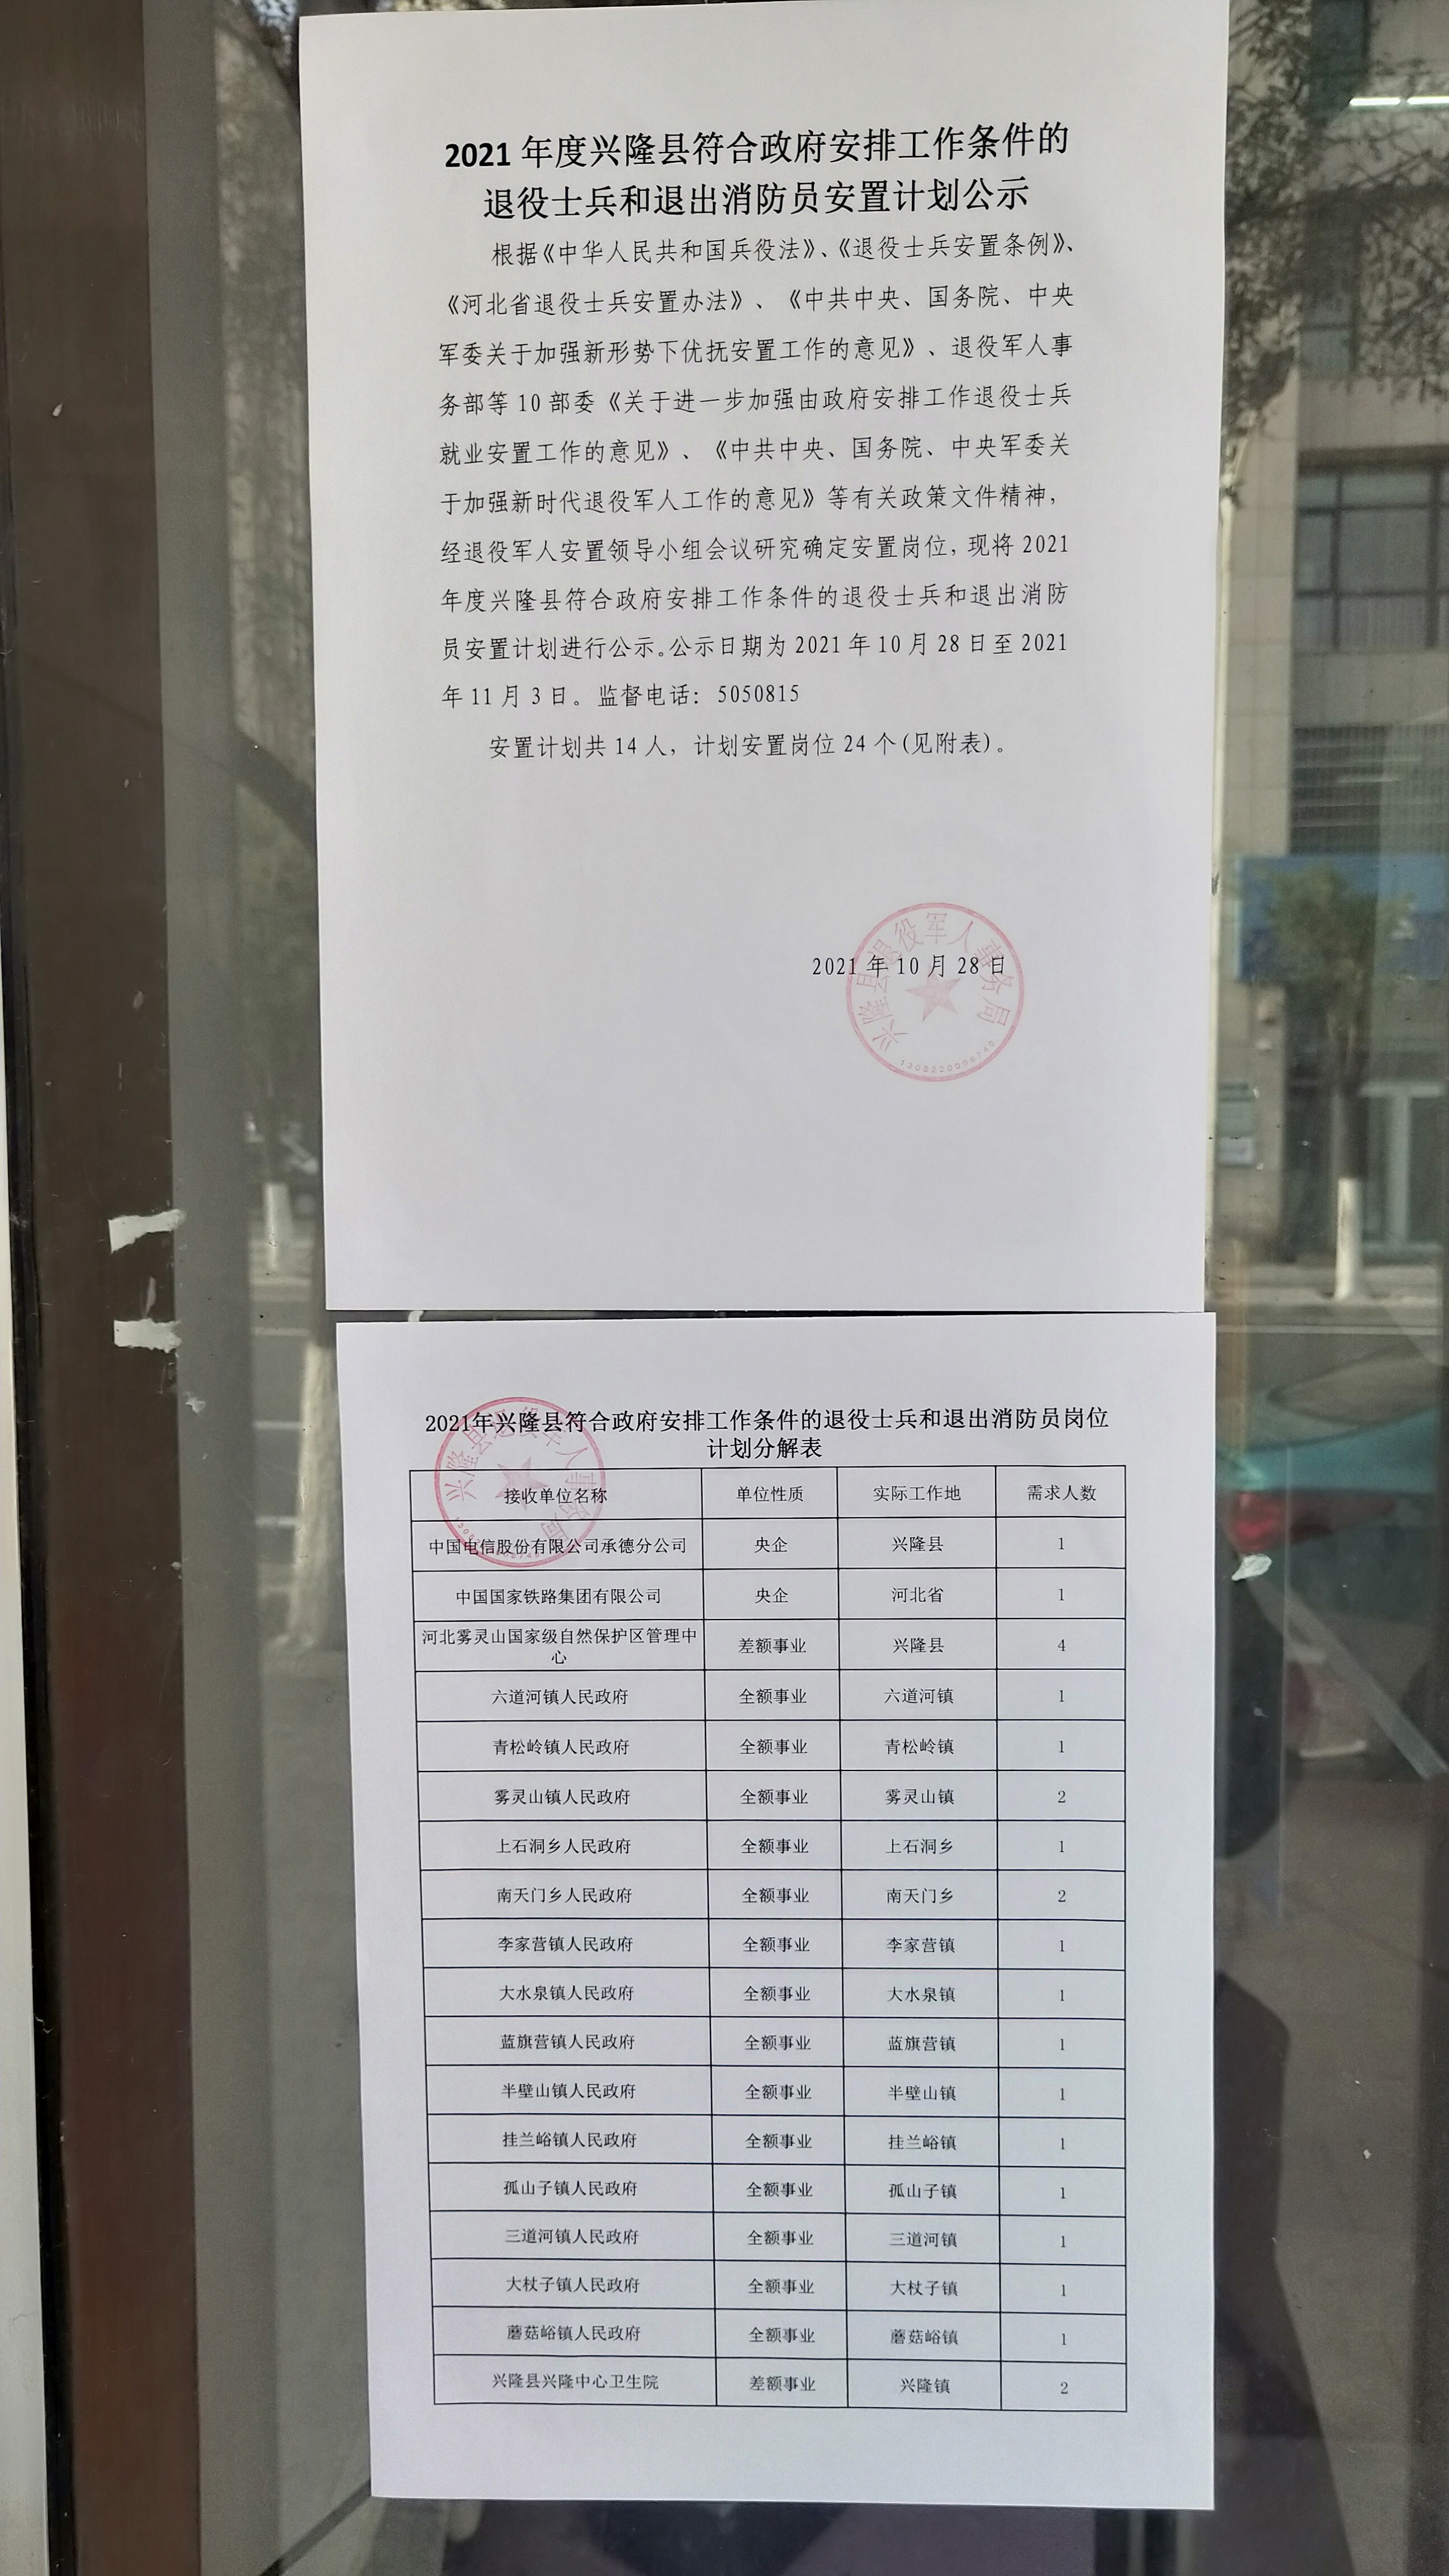 2021 年度兴隆县符合政府安排工作条件的
退役士兵和退出消防员安置计划公示
根据《中华人民共和国兵役法》、《退役士兵安置条例》、
《河北省退役士兵安置办法》、《中共中央、国务院、中央
军委关于加强新形势下优抚安置工作的意见》、退役军人事
务部等 10 部委《关于进一步加强由政府安排工作退役士兵
就业安置工作的意见》、《中共中央、国务院、中央军委关
于加强新时代退役军人工作的意见》等有关政策文件精神，
经退役军人安置领导小组会议研究确定安置岗位，现将 2021
年度兴隆县符合政府安排工作条件的退役士兵和退出消防
员安置计划进行公示。公示日期为 2021 年 10 月 28 日至 2021
年 11 月 3 日。监督电话：5050815
安置计划共 14 人，计划安置岗位 24 个(见附表)。
2021 年 10 月 28 日
兴隆县退役军人事务局
2021年兴隆县符合政府安排工作条件的退役士兵和退出消防员岗位
计划分解表
兴隆县退役军人事务局
接收单位名称 单位性质 实际工作地 需求人数
中国电信股份有限公司承德分公司 央企 兴隆县 1
中国国家铁路集团有限公司 央企 河北省 1
河北雾灵山国家级自然保护区管理中
心 差额事业 兴隆县 4
六道河镇人民政府 全额事业 六道河镇 1
青松岭镇人民政府 全额事业 青松岭镇 1
雾灵山镇人民政府 全额事业 雾灵山镇 2
上石洞乡人民政府 全额事业 上石洞乡 1
南天门乡人民政府 全额事业 南天门乡 2
李家营镇人民政府 全额事业 李家营镇 1
大水泉镇人民政府 全额事业 大水泉镇 1
蓝旗营镇人民政府 全额事业 蓝旗营镇 1
半壁山镇人民政府 全额事业 半壁山镇 1
挂兰峪镇人民政府 全额事业 挂兰峪镇 1
孤山子镇人民政府 全额事业 孤山子镇 1
三道河镇人民政府 全额事业 三道河镇 1
大杖子镇人民政府 全额事业 大杖子镇 1
蘑菇峪镇人民政府 全额事业 蘑菇峪镇 1
兴隆县兴隆中心卫生院 差额事业 兴隆镇 2